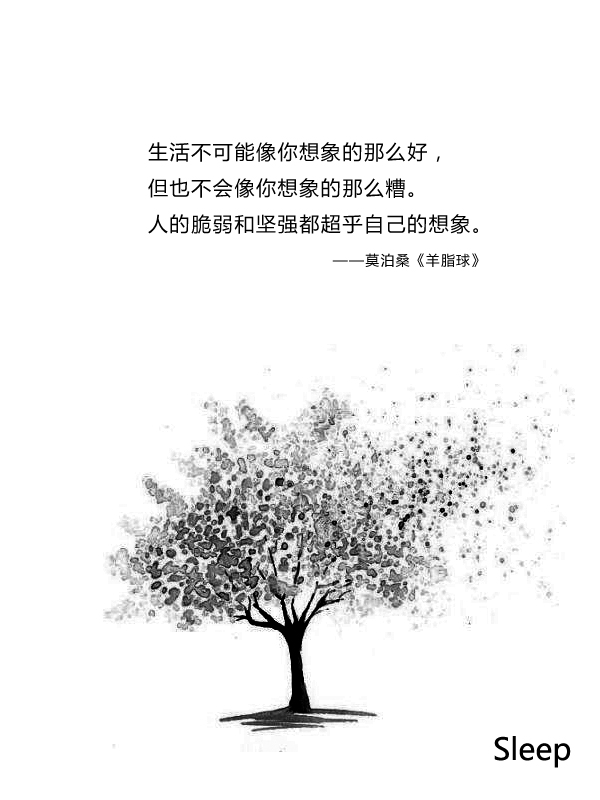 生活不可能像你想象的那么好，
但也不会像你想象的那么糟。
人的脆弱和坚强都超乎自己的想象。
——莫泊桑《羊脂球》
Sleep